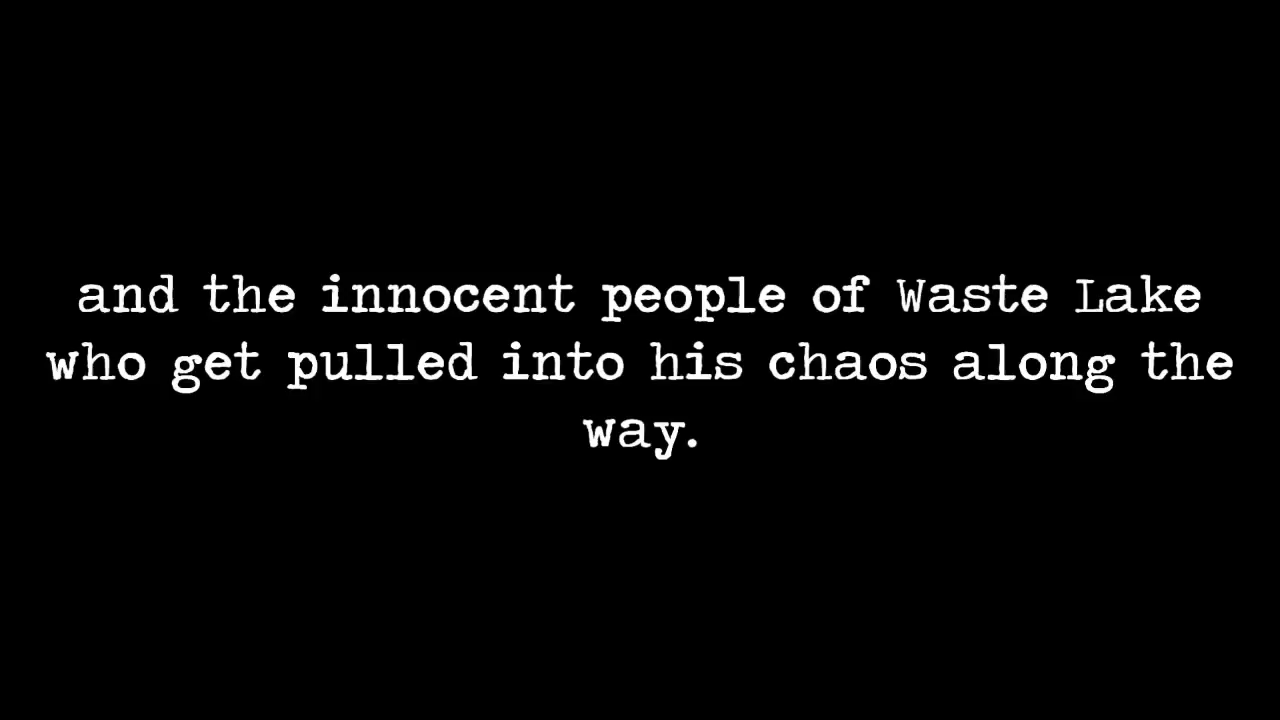 and the innocent people of Waste Lake
who get pulled into his chaos along the
way.